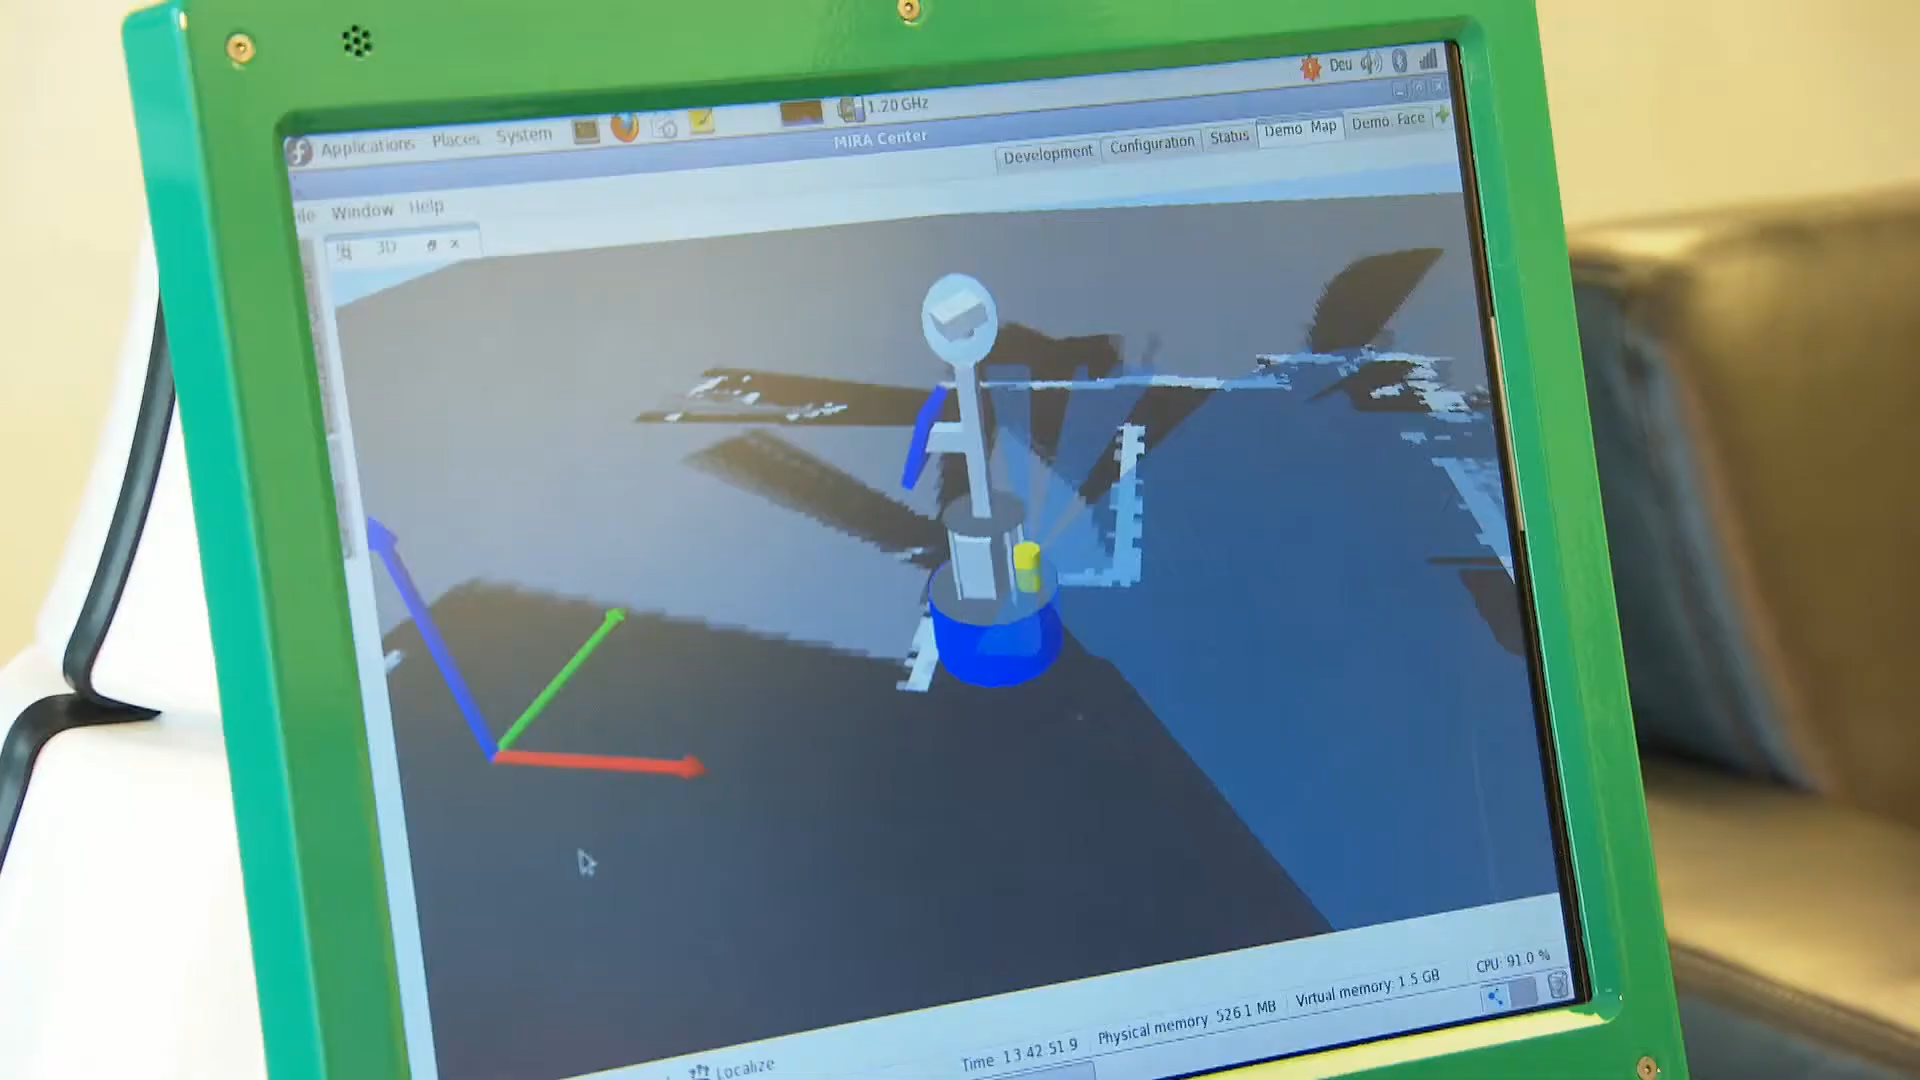 Applications Places System 1.20 GHz Deu
MIRA Center
Development Configuration Status Demo Map Demo Face
Window Help
3D
CPU: 91.0 %
Localize Time 13 42 51 9 Physical memory 526 1 MB Virtual memory: 1.5 GB